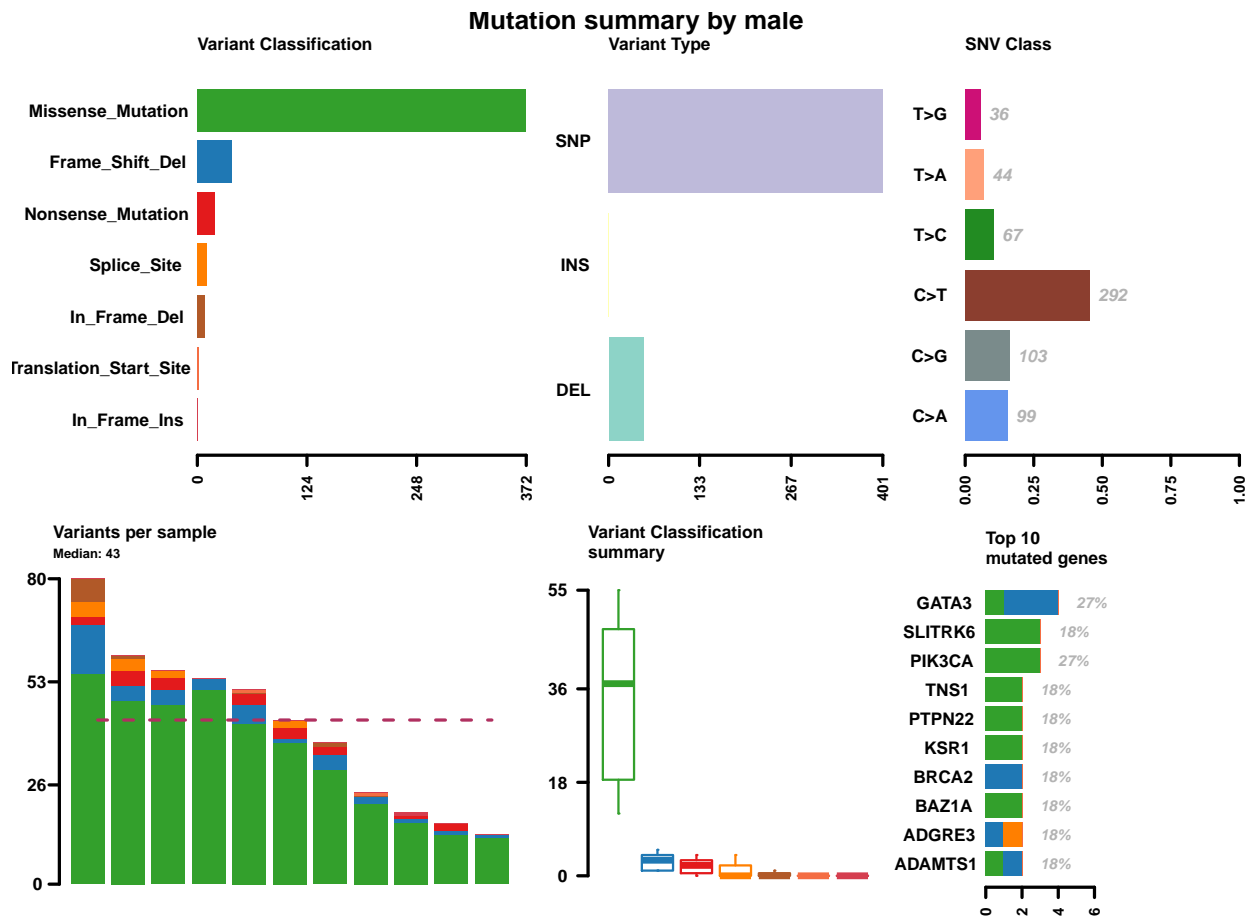 Mutation summary by male
Variant Classification
Missense_Mutation
Frame_Shift_Del
Nonsense_Mutation
Splice_Site
In_Frame_Del
Translation_Start_Site
In_Frame_Ins
0
124
248
372
Variant Type
SNP
INS
DEL
0
133
267
401
SNV Class
T>G
36
T>A
44
T>C
67
C>T
292
C>G
103
C>A
99
0.00
0.25
0.50
0.75
1.00
Variants per sample
Median: 43
80
53
26
0
Variant Classification
summary
55
36
18
0
Top 10
mutated genes
GATA3 27%
SLITRK6 18%
PIK3CA 27%
TNS1 18%
PTPN22 18%
KSR1 18%
BRCA2 18%
BAZ1A 18%
ADGRE3 18%
ADAMTS1 18%
0
2
4
6